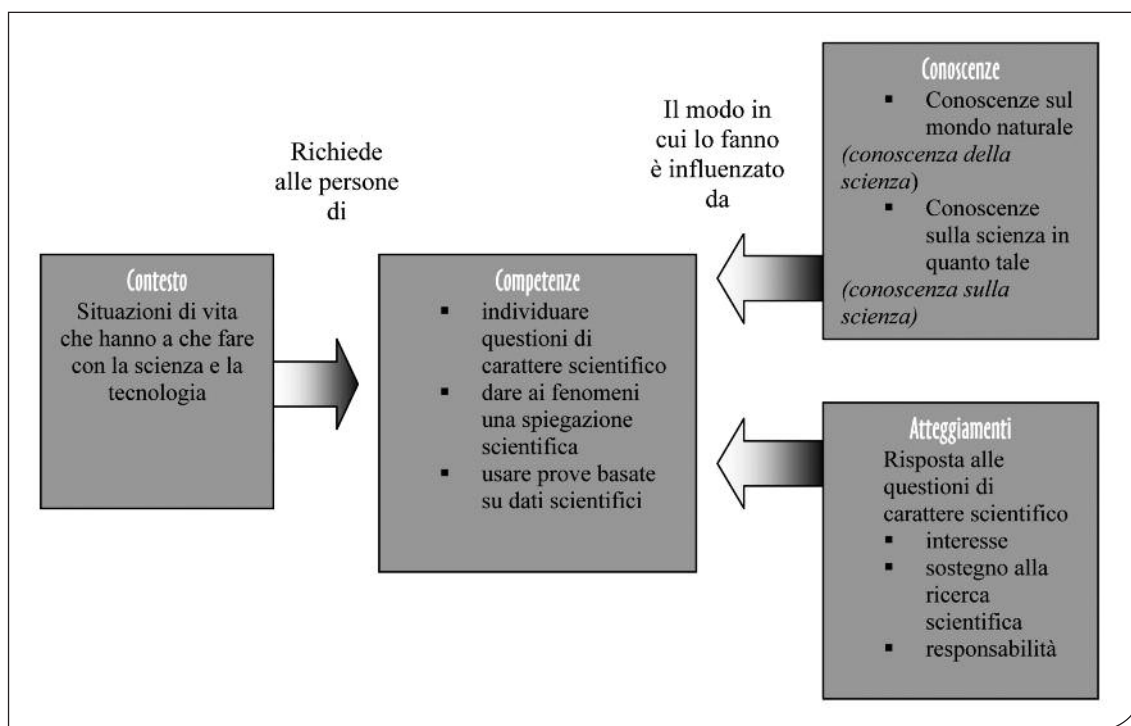 Richiede
alle persone
di
Il modo in
cui lo fanno
è influenzato
da
Contesto
Situazioni di vita
che hanno a che fare
con la scienza e la
tecnologia
Competenze
▪ individuare
questioni di
carattere scientifico
▪ dare ai fenomeni
una spiegazione
scientifica
▪ usare prove basate
su dati scientifici
Conoscenze
▪ Conoscenze sul
mondo naturale
(conoscenza della
scienza)
▪ Conoscenze
sulla scienza in
quanto tale
(conoscenza sulla
scienza)
Atteggiamenti
Risposta alle
questioni di
carattere scientifico
▪ interesse
▪ sostegno alla
ricerca
scientifica
▪ responsabilità